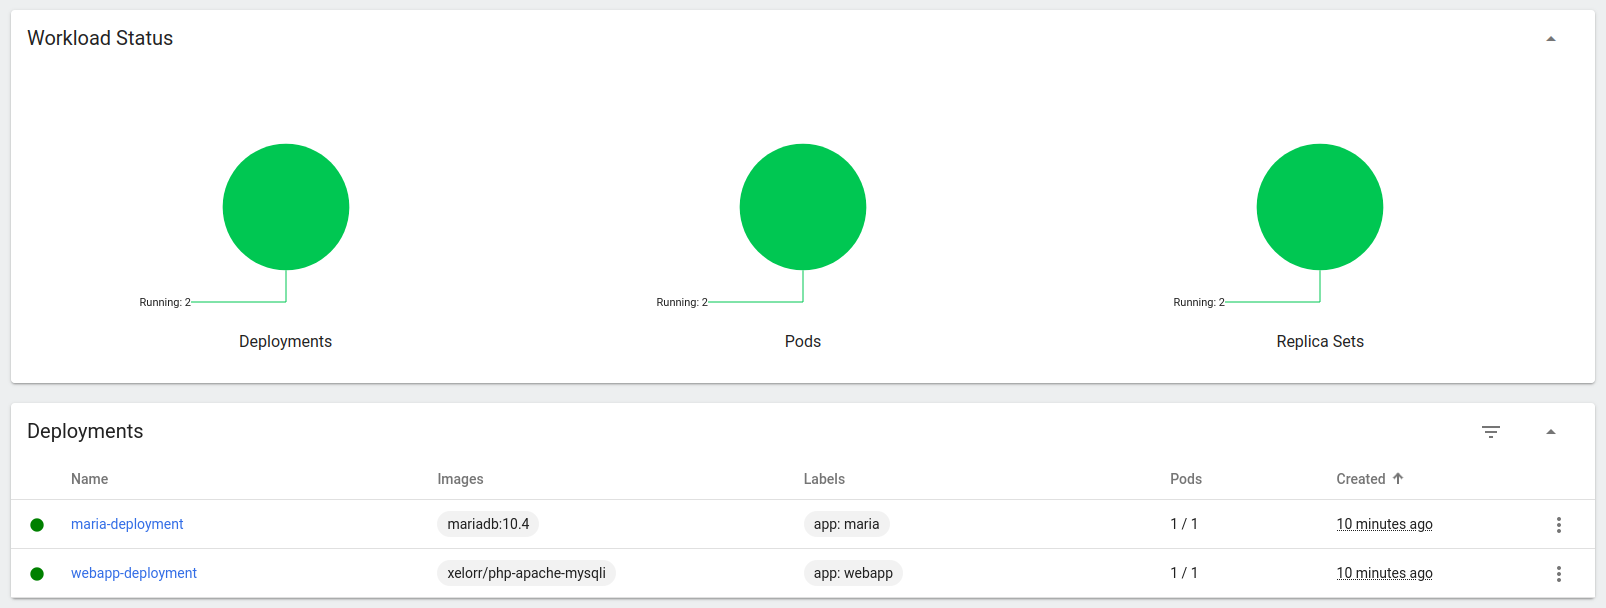 Workload Status
Running: 2 Running: 2 Running: 2
Deployments Pods Replica Sets
Deployments
Name Images Labels Pods Created
maria-deployment mariadb:10.4 app: maria 1 / 1 10 minutes ago
webapp-deployment xelorr/php-apache-mysqli app: webapp 1 / 1 10 minutes ago